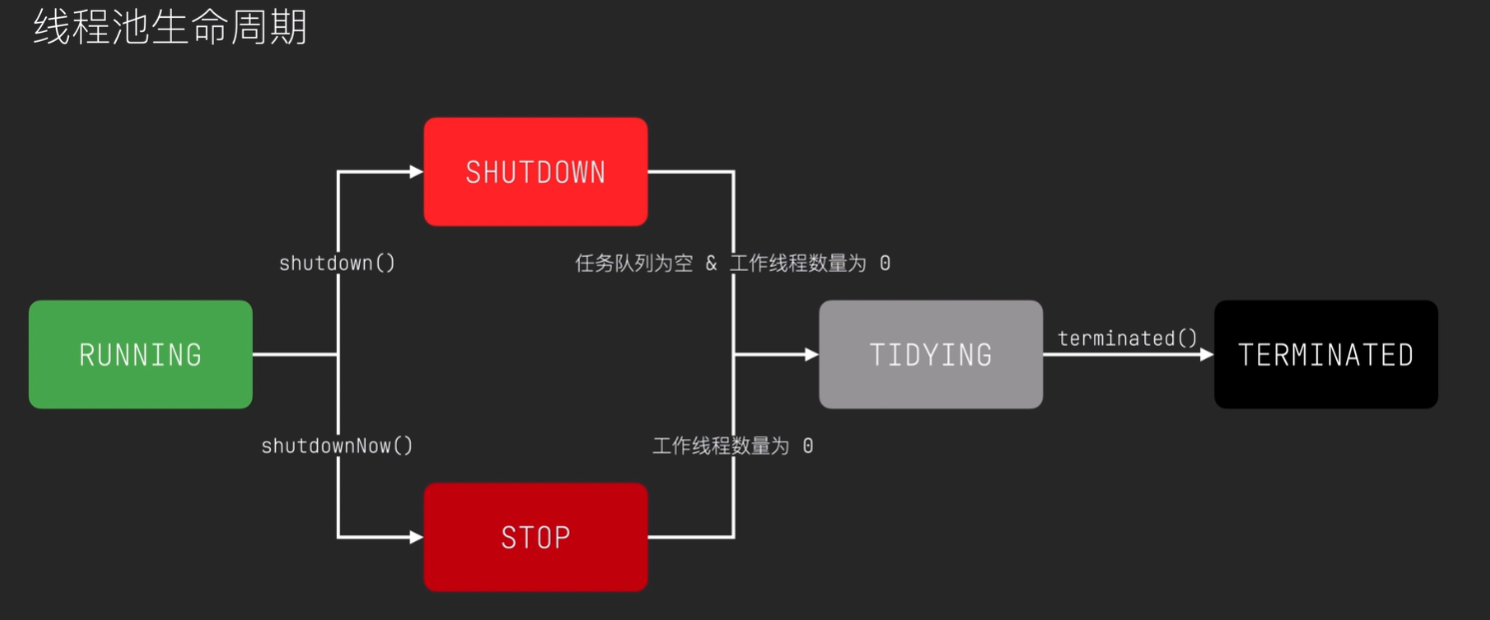 线程池生命周期
SHUTDOWN
shutdown()
任务队列为空 & 工作线程数量为 0
RUNNING
TIDYING
terminated()
TERMINATED
shutdownNow()
工作线程数量为 0
STOP